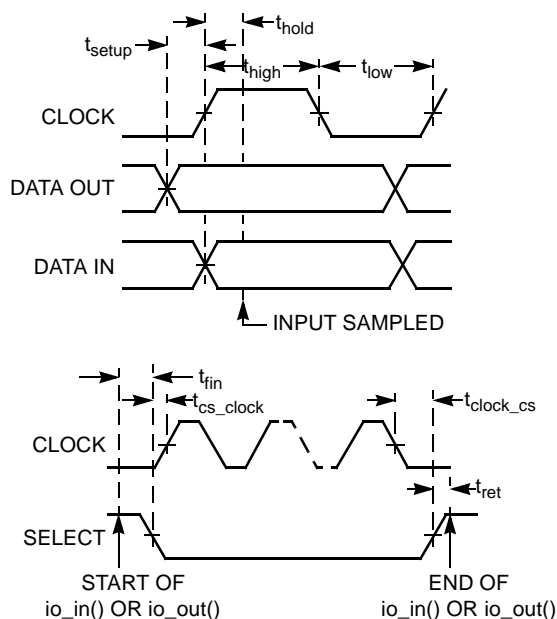 t_hold
t_setup
t_high
t_low
CLOCK
DATA OUT
DATA IN
INPUT SAMPLED
t_fin
t_cs_clock
t_clock_cs
CLOCK
t_ret
SELECT
START OF
io_in() OR io_out()
END OF
io_in() OR io_out()